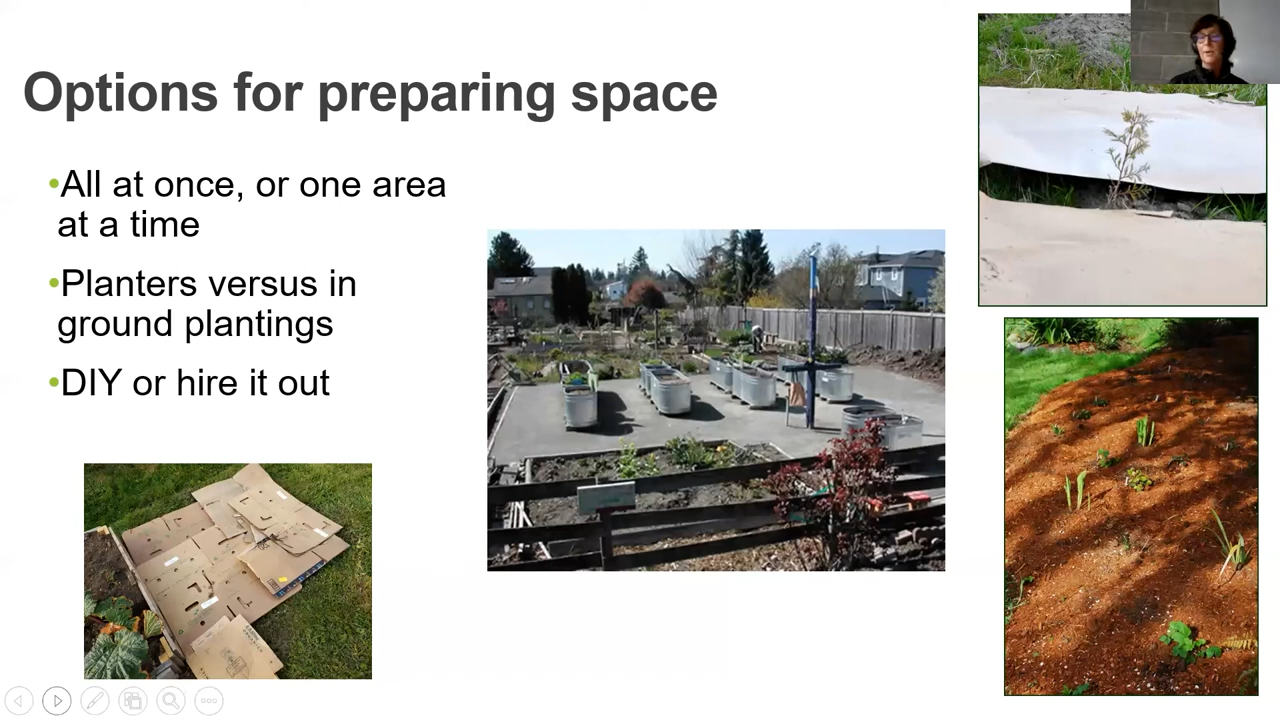 Options for preparing space
•All at once, or one area
at a time
•Planters versus in
ground plantings
•DIY or hire it out